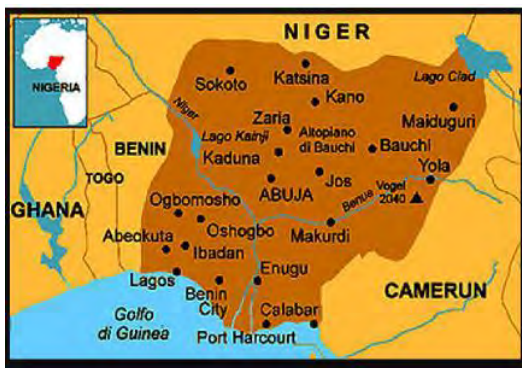 NIGER
NIGERIA
Sokoto
Katsina
Kano
Lago Ciad
Niger
Zaria
Lago Kainji
Altopiano
di Bauchi
Maiduguri
BENIN
Kaduna
Bauchi
TOGO
ABUJA
Jos
Yola
Vogel
2040
Benue
GHANA
Ogbomosho
Oshogbo
Makurdi
Abeokuta
Ibadan
Lagos
Enugu
Benin
City
CAMERUN
Golfo
di Guinea
Calabar
Port Harcourt